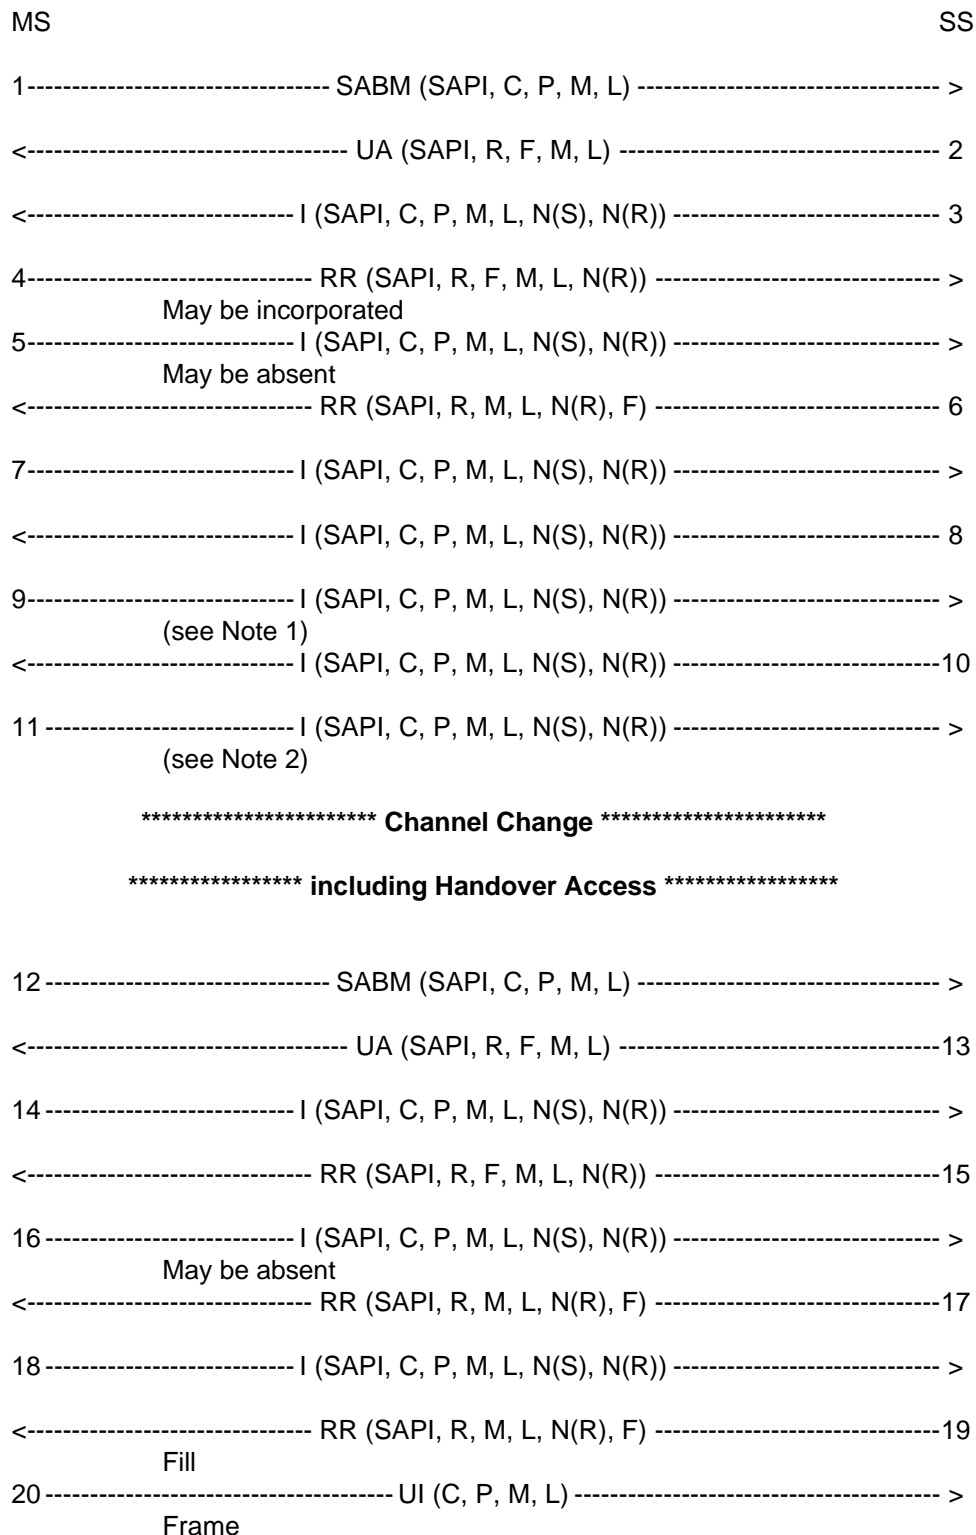 MS SS
1---------------------------------- SABM (SAPI, C, P, M, L) ---------------------------------- >
<------------------------------------ UA (SAPI, R, F, M, L) ------------------------------------ 2
<------------------------------ I (SAPI, C, P, M, L, N(S), N(R)) ------------------------------ 3
4-------------------------------- RR (SAPI, R, F, M, L, N(R)) -------------------------------- >
May be incorporated
5------------------------------ I (SAPI, C, P, M, L, N(S), N(R)) ------------------------------ >
May be absent
<-------------------------------- RR (SAPI, R, M, L, N(R), F) -------------------------------- 6
7------------------------------ I (SAPI, C, P, M, L, N(S), N(R)) ------------------------------ >
<------------------------------ I (SAPI, C, P, M, L, N(S), N(R)) ------------------------------ 8
9------------------------------ I (SAPI, C, P, M, L, N(S), N(R)) ------------------------------ >
(see Note 1)
<------------------------------ I (SAPI, C, P, M, L, N(S), N(R)) ------------------------------10
11 ---------------------------- I (SAPI, C, P, M, L, N(S), N(R)) ------------------------------ >
(see Note 2)
*********************** Channel Change **********************
***************** including Handover Access *****************
12 -------------------------------- SABM (SAPI, C, P, M, L) ---------------------------------- >
<------------------------------------ UA (SAPI, R, F, M, L) ------------------------------------13
14 ---------------------------- I (SAPI, C, P, M, L, N(S), N(R)) ------------------------------ >
<-------------------------------- RR (SAPI, R, F, M, L, N(R)) --------------------------------15
16 ---------------------------- I (SAPI, C, P, M, L, N(S), N(R)) ------------------------------ >
May be absent
<-------------------------------- RR (SAPI, R, M, L, N(R), F) --------------------------------17
18 ---------------------------- I (SAPI, C, P, M, L, N(S), N(R)) ------------------------------ >
<-------------------------------- RR (SAPI, R, M, L, N(R), F) --------------------------------19
Fill
20 --------------------------------------- UI (C, P, M, L) ----------------------------------------- >
Frame